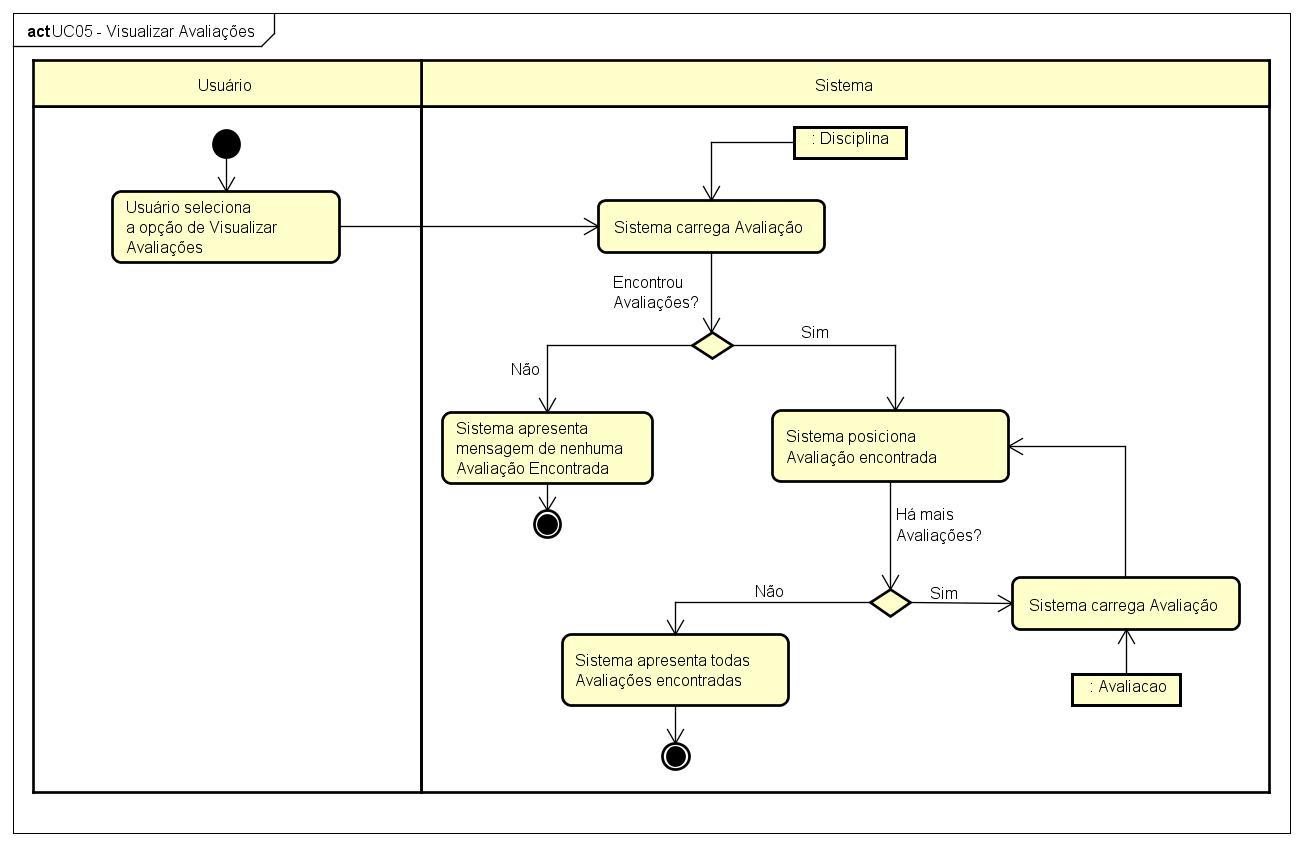 act UC05 - Visualizar Avaliações
Usuário
Sistema
: Disciplina
Usuário seleciona
a opção de Visualizar
Avaliações
Sistema carrega Avaliação
Encontrou
Avaliações?
Sim
Não
Sistema apresenta
mensagem de nenhuma
Avaliação Encontrada
Sistema posiciona
Avaliação encontrada
Há mais
Avaliações?
Não
Sim
Sistema carrega Avaliação
Sistema apresenta todas
Avaliações encontradas
: Avaliacao